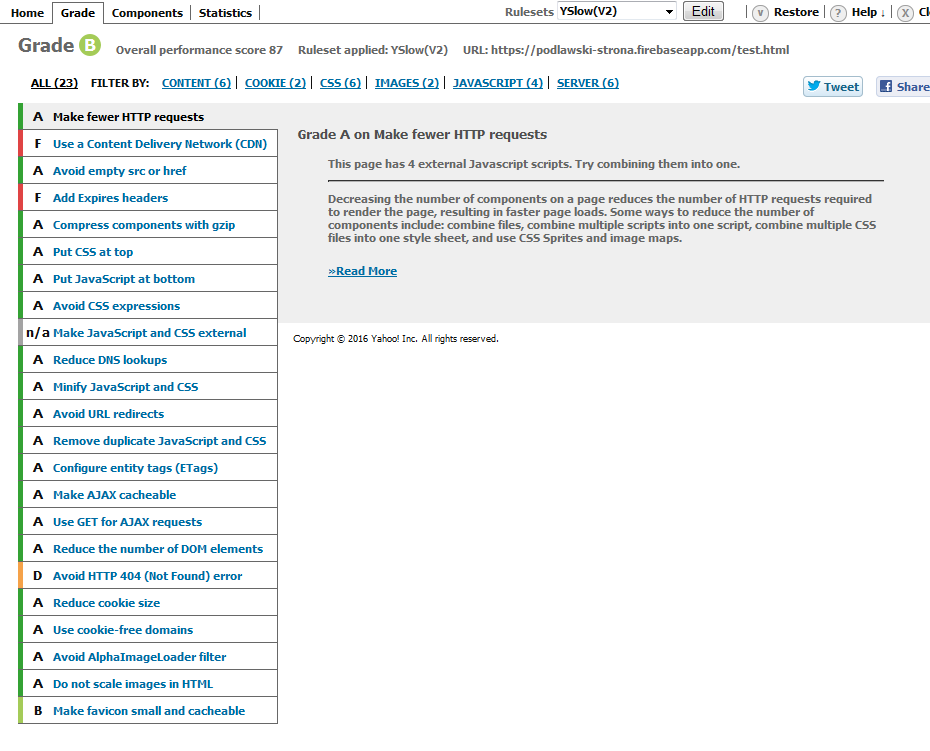 Home Grade Components Statistics Rulesets YSlow(V2) Edit v Restore ? Help ↓ X
Grade B Overall performance score 87 Ruleset applied: YSlow(V2) URL: https://podlawski-strona.firebaseapp.com/test.html
ALL (23) FILTER BY: CONTENT (6) COOKIE (2) CSS (6) IMAGES (2) JAVASCRIPT (4) SERVER (6) Tweet f Share
A Make fewer HTTP requests
F Use a Content Delivery Network (CDN)
A Avoid empty src or href
F Add Expires headers
A Compress components with gzip
A Put CSS at top
A Put JavaScript at bottom
A Avoid CSS expressions
n/a Make JavaScript and CSS external
A Reduce DNS lookups
A Minify JavaScript and CSS
A Avoid URL redirects
A Remove duplicate JavaScript and CSS
A Configure entity tags (ETags)
A Make AJAX cacheable
A Use GET for AJAX requests
A Reduce the number of DOM elements
D Avoid HTTP 404 (Not Found) error
A Reduce cookie size
A Use cookie-free domains
A Avoid AlphaImageLoader filter
A Do not scale images in HTML
B Make favicon small and cacheable
Grade A on Make fewer HTTP requests
This page has 4 external Javascript scripts. Try combining them into one.
Decreasing the number of components on a page reduces the number of HTTP requests required
to render the page, resulting in faster page loads. Some ways to reduce the number of
components include: combine files, combine multiple scripts into one script, combine multiple CSS
files into one style sheet, and use CSS Sprites and image maps.
»Read More
Copyright © 2016 Yahoo! Inc. All rights reserved.